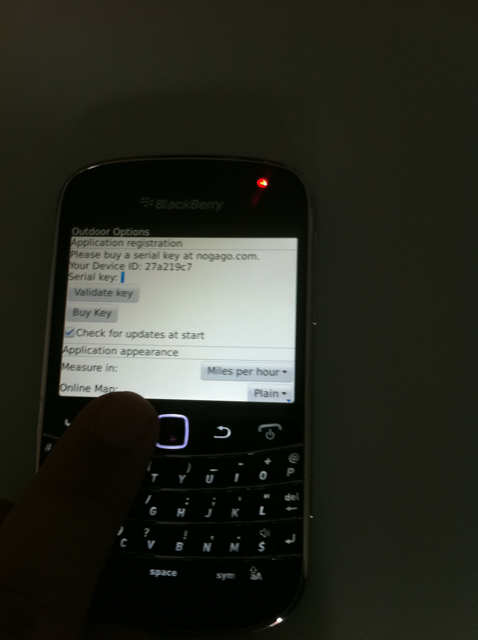 BlackBerry
Outdoor Options
Application registration
Please buy a serial key at nogago.com.
Your Device ID: 27a219c7
Serial key:
Validate key
Buy Key
Check for updates at start
Application appearance
Measure in: Miles per hour
Online Map: Plain
# T ) Y _ U - I + O @ P
/ G : H ; J ' K " L del
C ? V ! B , N . M $
space sym aA